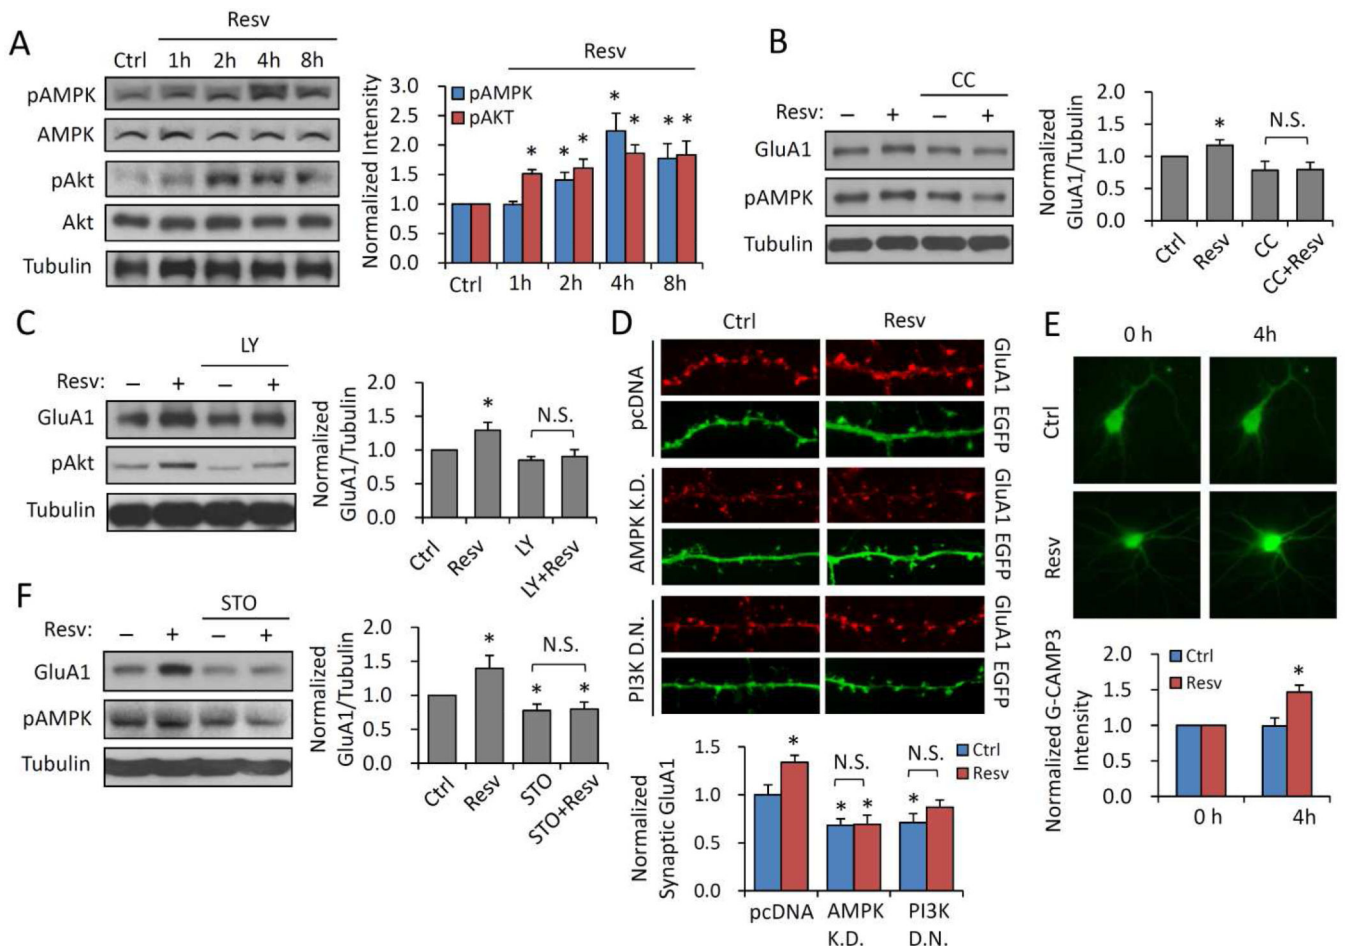 A
Resv
Ctrl 1h 2h 4h 8h
pAMPK
AMPK
pAkt
Akt
Tubulin
Resv
Normalized Intensity
3.0
2.5
2.0
1.5
1.0
0.5
0.0
pAMPK
pAKT
* * * * * * *
Ctrl 1h 2h 4h 8h
B
CC
Resv: – + – +
GluA1
pAMPK
Tubulin
Normalized
GluA1/Tubulin
2.0
1.5
1.0
0.5
0.0
*
N.S.
Ctrl Resv CC CC+Resv
C
LY
Resv: – + – +
GluA1
pAkt
Tubulin
Normalized
GluA1/Tubulin
2.0
1.5
1.0
0.5
0.0
*
N.S.
Ctrl Resv LY LY+Resv
D
Ctrl Resv
pcDNA
GluA1
EGFP
AMPK K.D.
GluA1
EGFP
PI3K D.N.
GluA1
EGFP
Normalized
Synaptic GluA1
1.5
1.0
0.5
0.0
Ctrl
Resv
*
N.S.
* *
N.S.
*
pcDNA AMPK PI3K
K.D. D.N.
E
0 h 4h
Ctrl
Resv
Normalized G-CAMP3
Intensity
2.0
1.5
1.0
0.5
0.0
Ctrl
Resv
*
0 h 4h
F
STO
Resv: – + – +
GluA1
pAMPK
Tubulin
Normalized
GluA1/Tubulin
2.0
1.5
1.0
0.5
0.0
*
N.S.
* *
Ctrl Resv STO STO+Resv